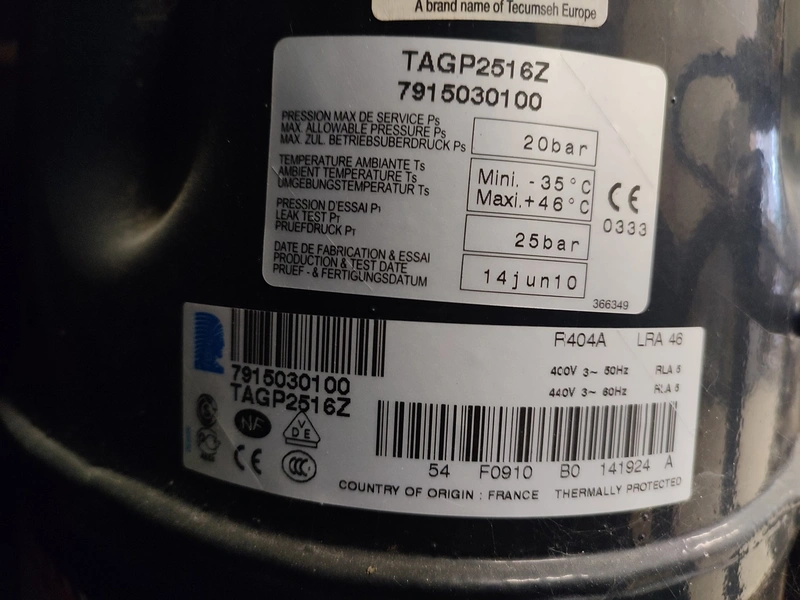 A brand name of Tecumseh Europe
TAGP2516Z
7915030100
PRESSION MAX DE SERVICE Ps
MAX. ALLOWABLE PRESSURE Ps
MAX. ZUL. BETRIEBSÜBERDRUCK Ps
20bar
TEMPERATURE AMBIANTE Ts
AMBIENT TEMPERATURE Ts
UMGEBUNGSTEMPERATUR Ts
Mini. -35°C
Maxi.+46°C
CE
0333
PRESSION D'ESSAI PT
LEAK TEST PT
PRUEFDRUCK PT
25bar
DATE DE FABRICATION & ESSAI
PRODUCTION & TEST DATE
PRUEF - & FERTIGUNGSDATUM
14jun10
366349
R404A LRA 46
7915030100
TAGP2516Z
400V 3~ 50Hz RLA 5
440V 3~ 60Hz RLA 5
NF
VDE
CE
CCC
54 F0910 B0 141924 A
COUNTRY OF ORIGIN : FRANCE THERMALLY PROTECTED